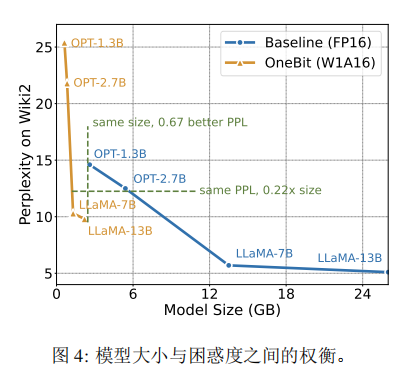 25
20
15
10
5
Perplexity on Wiki2
Baseline (FP16)
OneBit (W1A16)
OPT-1.3B
OPT-2.7B
same size, 0.67 better PPL
OPT-1.3B
OPT-2.7B
same PPL, 0.22x size
LLaMA-7B
LLaMA-13B
LLaMA-7B
LLaMA-13B
0
6
12
18
24
Model Size (GB)
图 4: 模型大小与困惑度之间的权衡。